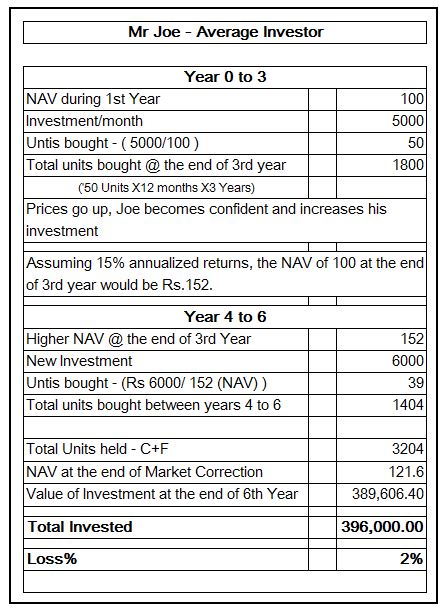 Mr Joe - Average Investor
Year 0 to 3
NAV during 1st Year 100
Investment/month 5000
Untis bought - ( 5000/100 ) 50
Total units bought @ the end of 3rd year 1800
('50 Units X12 months X3 Years)
Prices go up, Joe becomes confident and increases his
investment
Assuming 15% annualized returns, the NAV of 100 at the end
of 3rd year would be Rs.152.
Year 4 to 6
Higher NAV @ the end of 3rd Year 152
New Investment 6000
Untis bought - (Rs 6000/ 152 (NAV) ) 39
Total units bought between years 4 to 6 1404
Total Units held - C+F 3204
NAV at the end of Market Correction 121.6
Value of Investment at the end of 6th Year 389,606.40
Total Invested 396,000.00
Loss% 2%